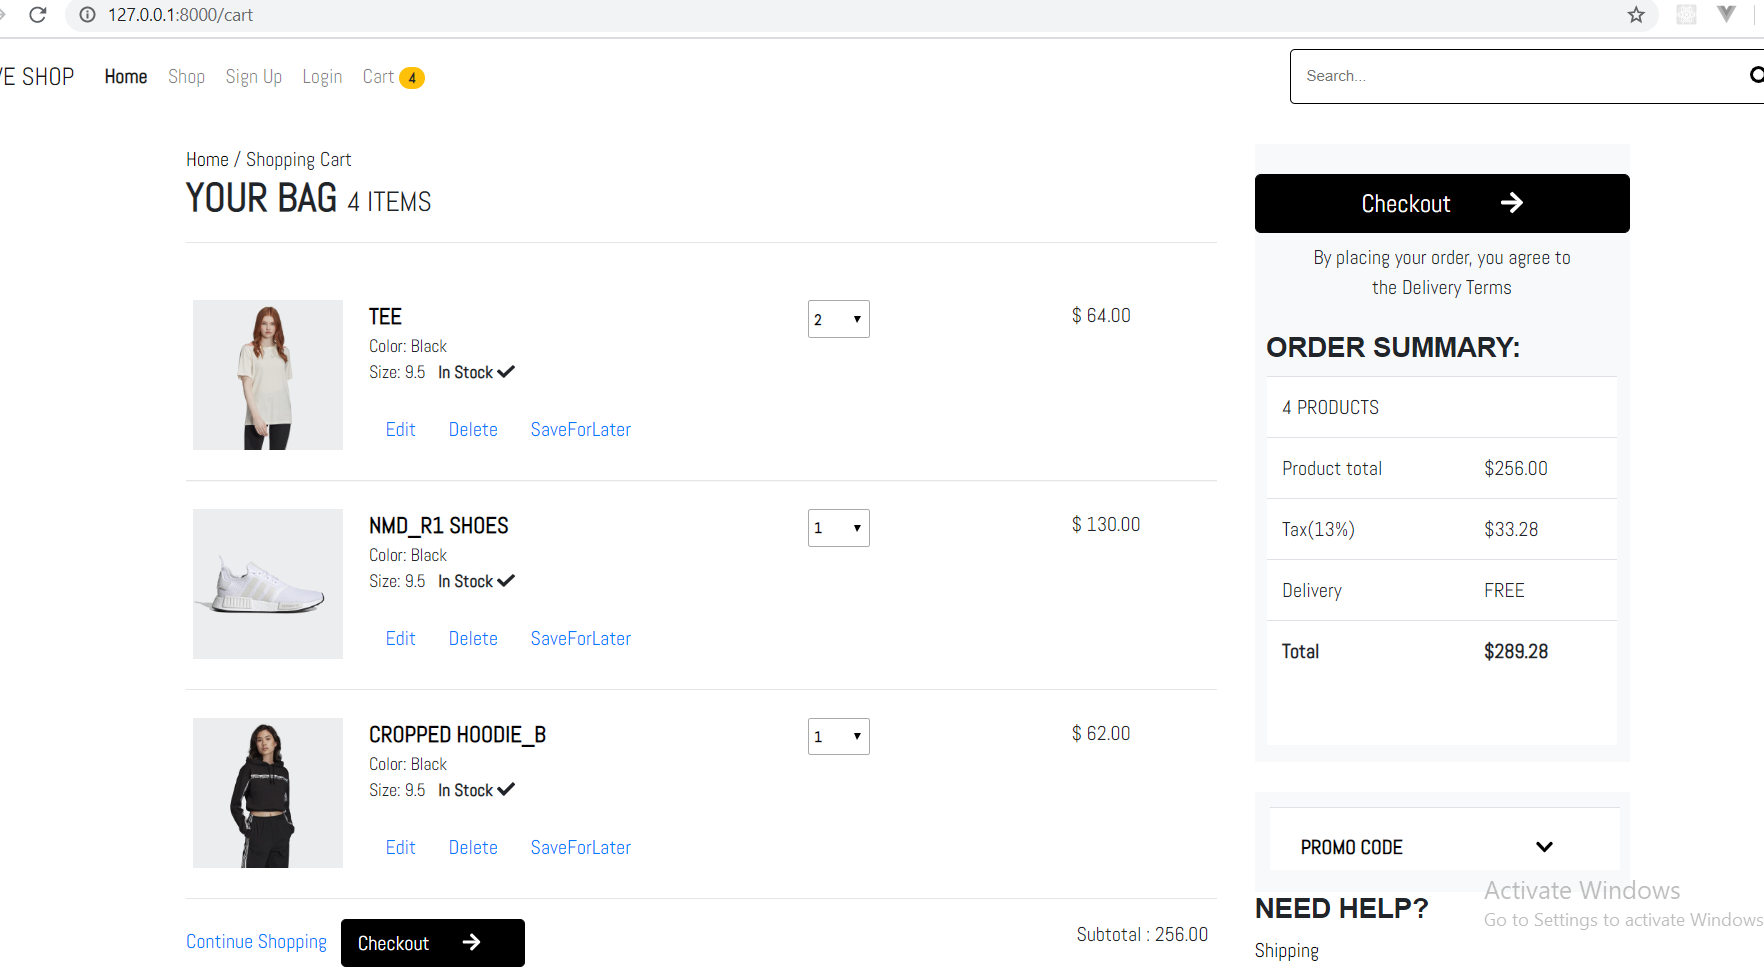 127.0.0.1:8000/cart
VE SHOP Home Shop Sign Up Login Cart 4
Search...
Home / Shopping Cart
YOUR BAG 4 ITEMS
TEE
Color: Black
Size: 9.5 In Stock
2
$ 64.00
Edit Delete SaveForLater
NMD_R1 SHOES
Color: Black
Size: 9.5 In Stock
1
$ 130.00
Edit Delete SaveForLater
CROPPED HOODIE_B
Color: Black
Size: 9.5 In Stock
1
$ 62.00
Edit Delete SaveForLater
Continue Shopping Checkout
Subtotal : 256.00
Checkout
By placing your order, you agree to
the Delivery Terms
ORDER SUMMARY:
4 PRODUCTS
Product total $256.00
Tax(13%) $33.28
Delivery FREE
Total $289.28
PROMO CODE
NEED HELP?
Shipping
Activate Windows
Go to Settings to activate Windows